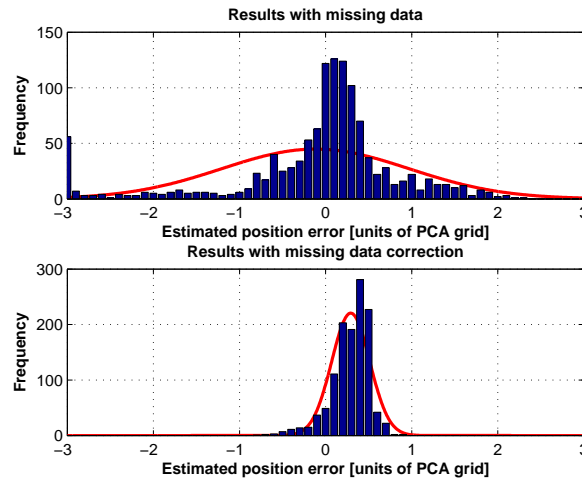 Results with missing data
150
100
50
0
Frequency
−3 −2 −1 0 1 2 3
Estimated position error [units of PCA grid]
Results with missing data correction
300
200
100
0
Frequency
−3 −2 −1 0 1 2 3
Estimated position error [units of PCA grid]